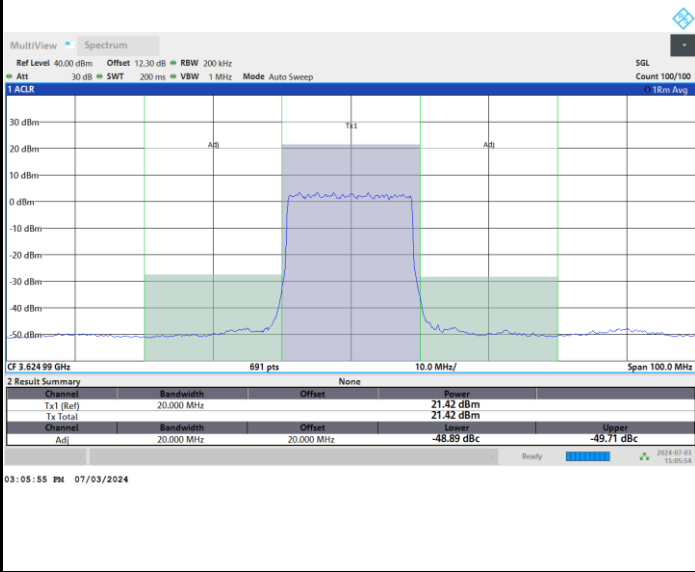 MultiView Spectrum
Ref Level 40.00 dBm Offset 12.30 dB RBW 200 kHz SGL
Att 30 dB SWT 200 ms VBW 1 MHz Mode Auto Sweep Count 100/100
1 ACLR 1Rm Avg
30 dBm
Tx1
20 dBm Adj Adj
10 dBm
0 dBm
-10 dBm
-20 dBm
-30 dBm
-40 dBm
-50 dBm
CF 3.624 99 GHz 691 pts 10.0 MHz/ Span 100.0 MHz
2 Result Summary None
Channel Bandwidth Offset Power
Tx1 (Ref) 20.000 MHz 21.42 dBm
Tx Total 21.42 dBm
Channel Bandwidth Offset Lower Upper
Adj 20.000 MHz 20.000 MHz -48.89 dBc -49.71 dBc
Ready 2024-07-03
15:05:54
03:05:55 PM 07/03/2024